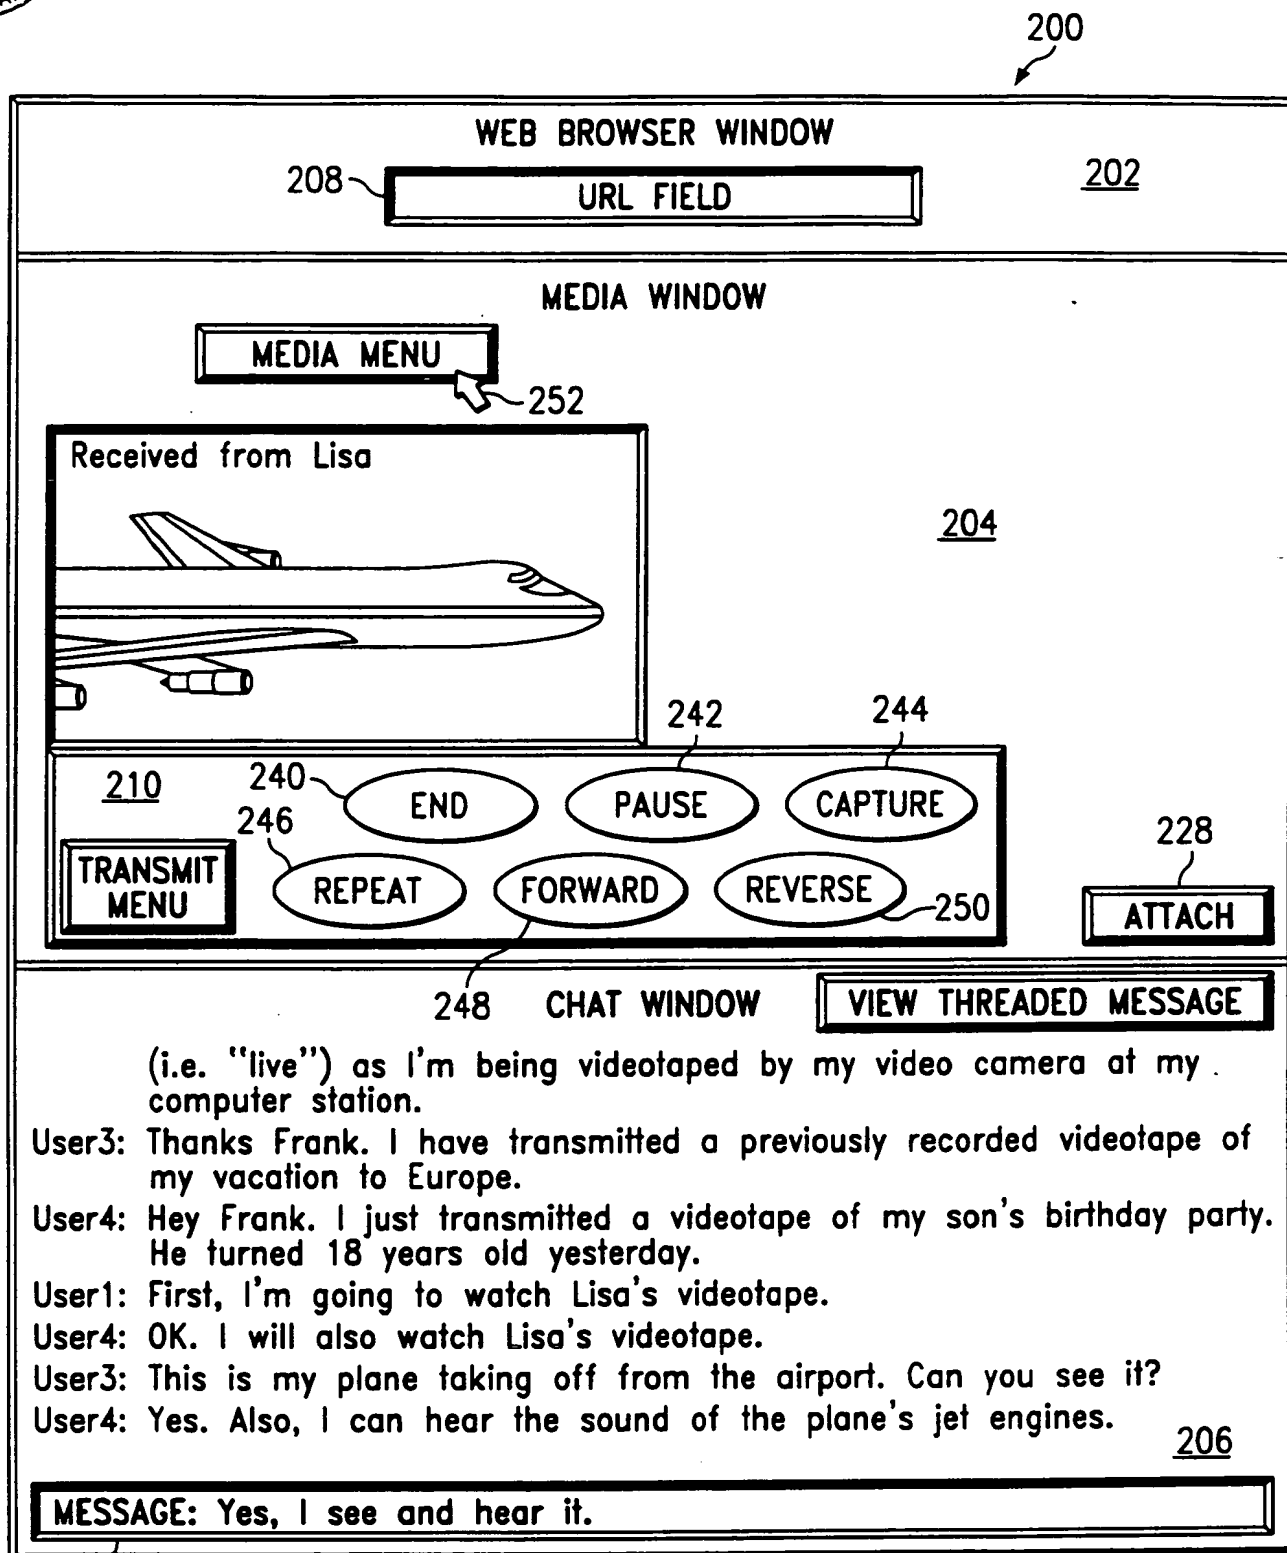 200
WEB BROWSER WINDOW
208
URL FIELD
202
MEDIA WINDOW
MEDIA MENU
252
Received from Lisa
204
242
244
210
240
END
PAUSE
CAPTURE
246
228
TRANSMIT
MENU
REPEAT
FORWARD
REVERSE
250
ATTACH
248
CHAT WINDOW
VIEW THREADED MESSAGE
(i.e. "live") as I'm being videotaped by my video camera at my
computer station.
User3: Thanks Frank. I have transmitted a previously recorded videotape of
my vacation to Europe.
User4: Hey Frank. I just transmitted a videotape of my son's birthday party.
He turned 18 years old yesterday.
User1: First, I'm going to watch Lisa's videotape.
User4: OK. I will also watch Lisa's videotape.
User3: This is my plane taking off from the airport. Can you see it?
User4: Yes. Also, I can hear the sound of the plane's jet engines.
206
MESSAGE: Yes, I see and hear it.